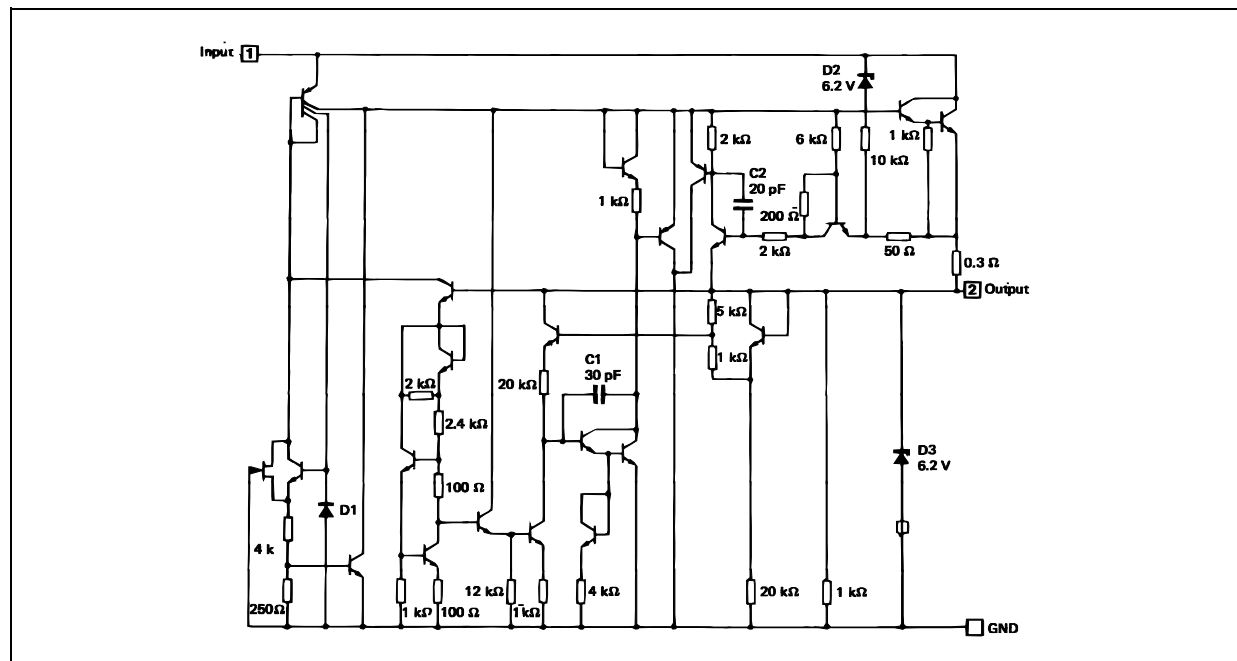 Input 1
D2
6.2 V
2 kΩ
6 kΩ
1 kΩ
10 kΩ
C2
20 pF
1 kΩ
200 Ω
2 kΩ
50 Ω
0.3 Ω
2 Output
5 kΩ
C1
30 pF
1 kΩ
2 kΩ
20 kΩ
2.4 kΩ
D3
6.2 V
100 Ω
D1
4 k
250Ω
1 kΩ
100 Ω
12 kΩ
1 kΩ
4 kΩ
20 kΩ
1 kΩ
GND